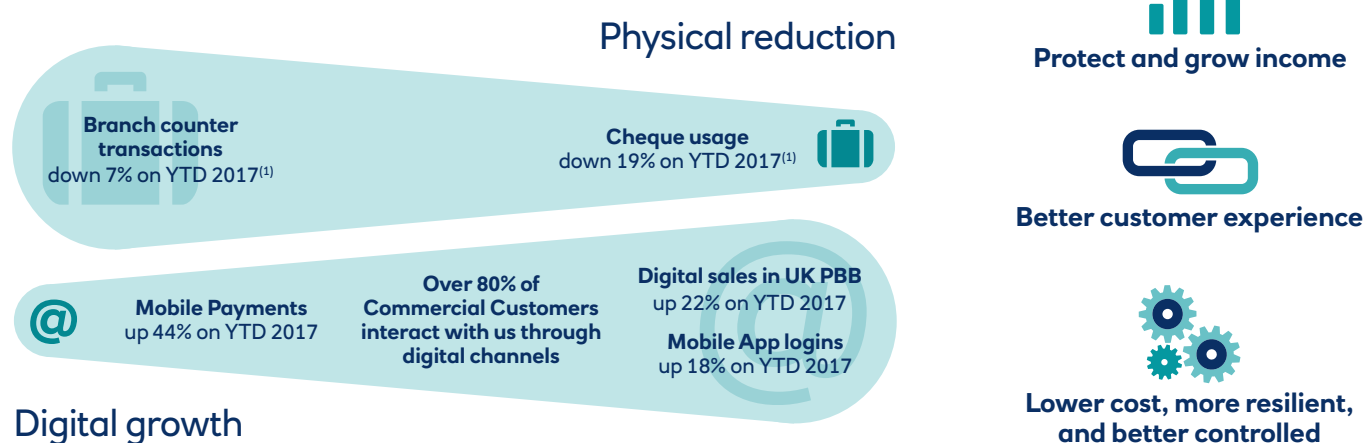 Physical reduction
Branch counter
transactions
down 7% on YTD 2017(1)
Cheque usage
down 19% on YTD 2017(1)
@
Mobile Payments
up 44% on YTD 2017
Over 80% of
Commercial Customers
interact with us through
digital channels
Digital sales in UK PBB
up 22% on YTD 2017
Mobile App logins
up 18% on YTD 2017
Digital growth
Protect and grow income
Better customer experience
Lower cost, more resilient,
and better controlled